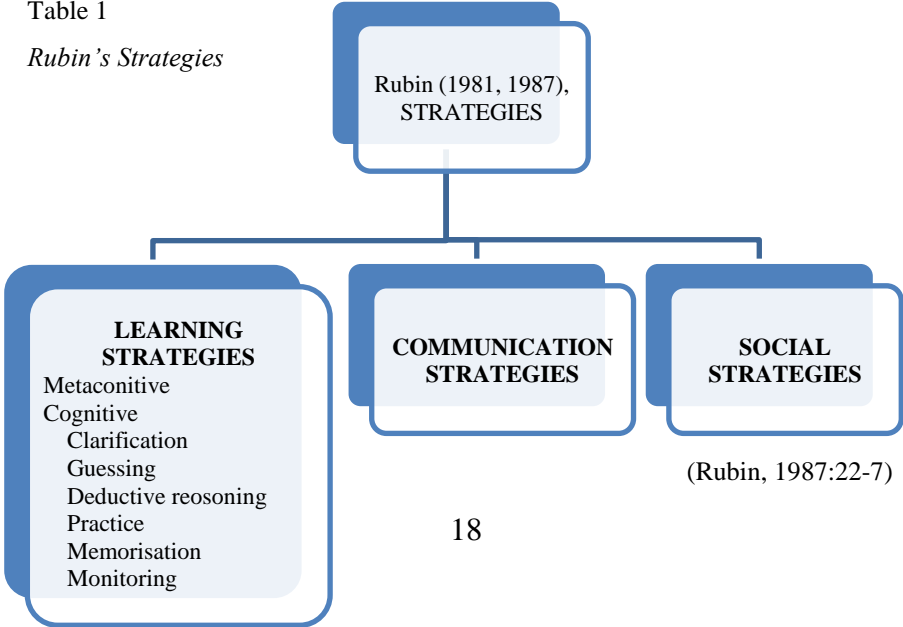 Table 1
Rubin’s Strategies
Rubin (1981, 1987),
STRATEGIES
LEARNING
STRATEGIES
Metaconitive
Cognitive
Clarification
Guessing
Deductive reosoning
Practice
Memorisation
Monitoring
COMMUNICATION
STRATEGIES
SOCIAL
STRATEGIES
(Rubin, 1987:22-7)
18